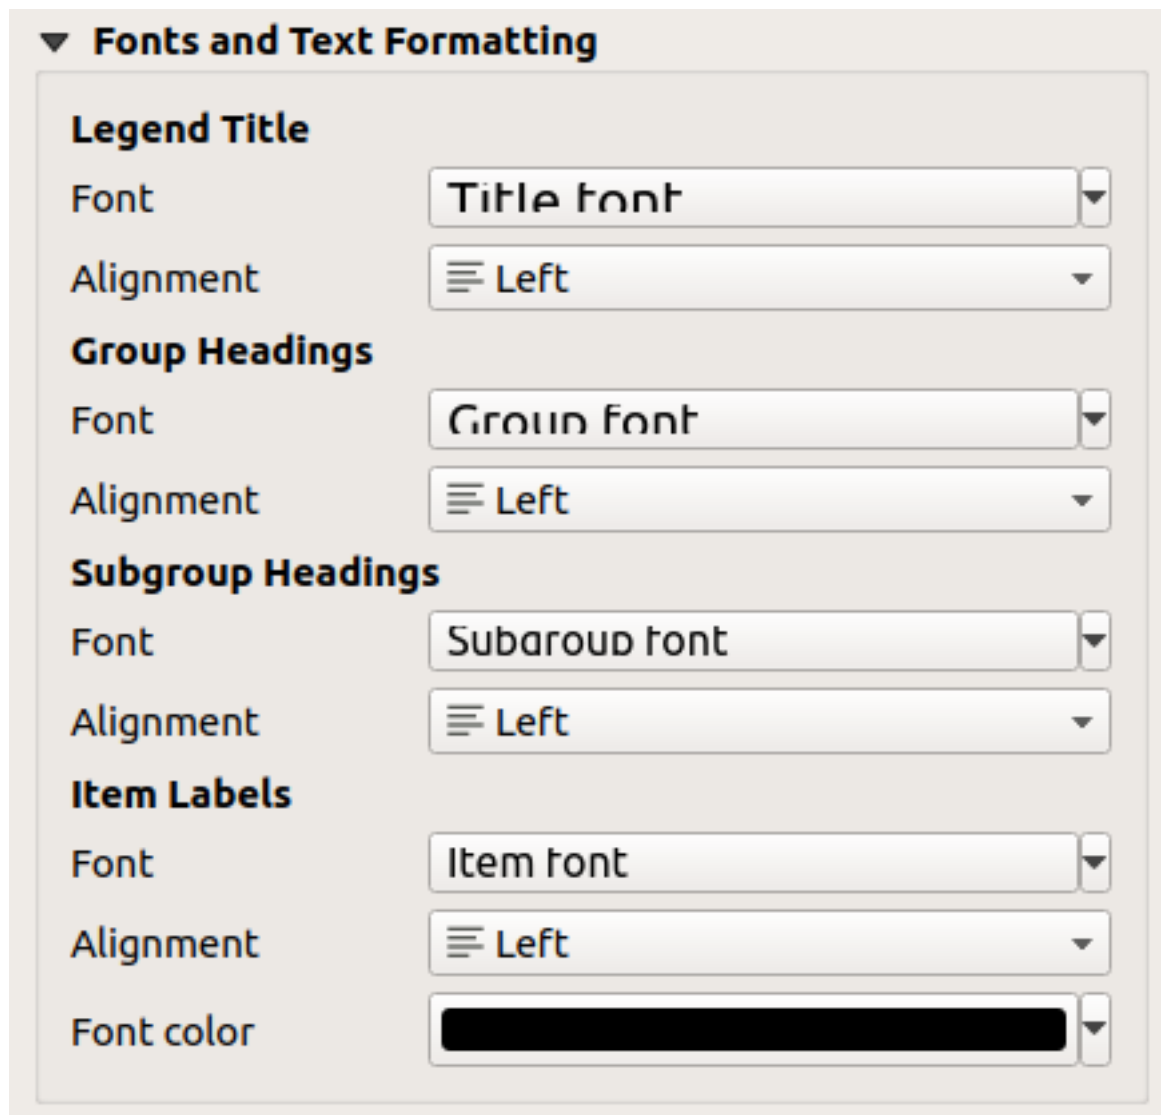 Fonts and Text Formatting
Legend Title
Font Title font
Alignment Left
Group Headings
Font Group font
Alignment Left
Subgroup Headings
Font Subgroup font
Alignment Left
Item Labels
Font Item font
Alignment Left
Font color